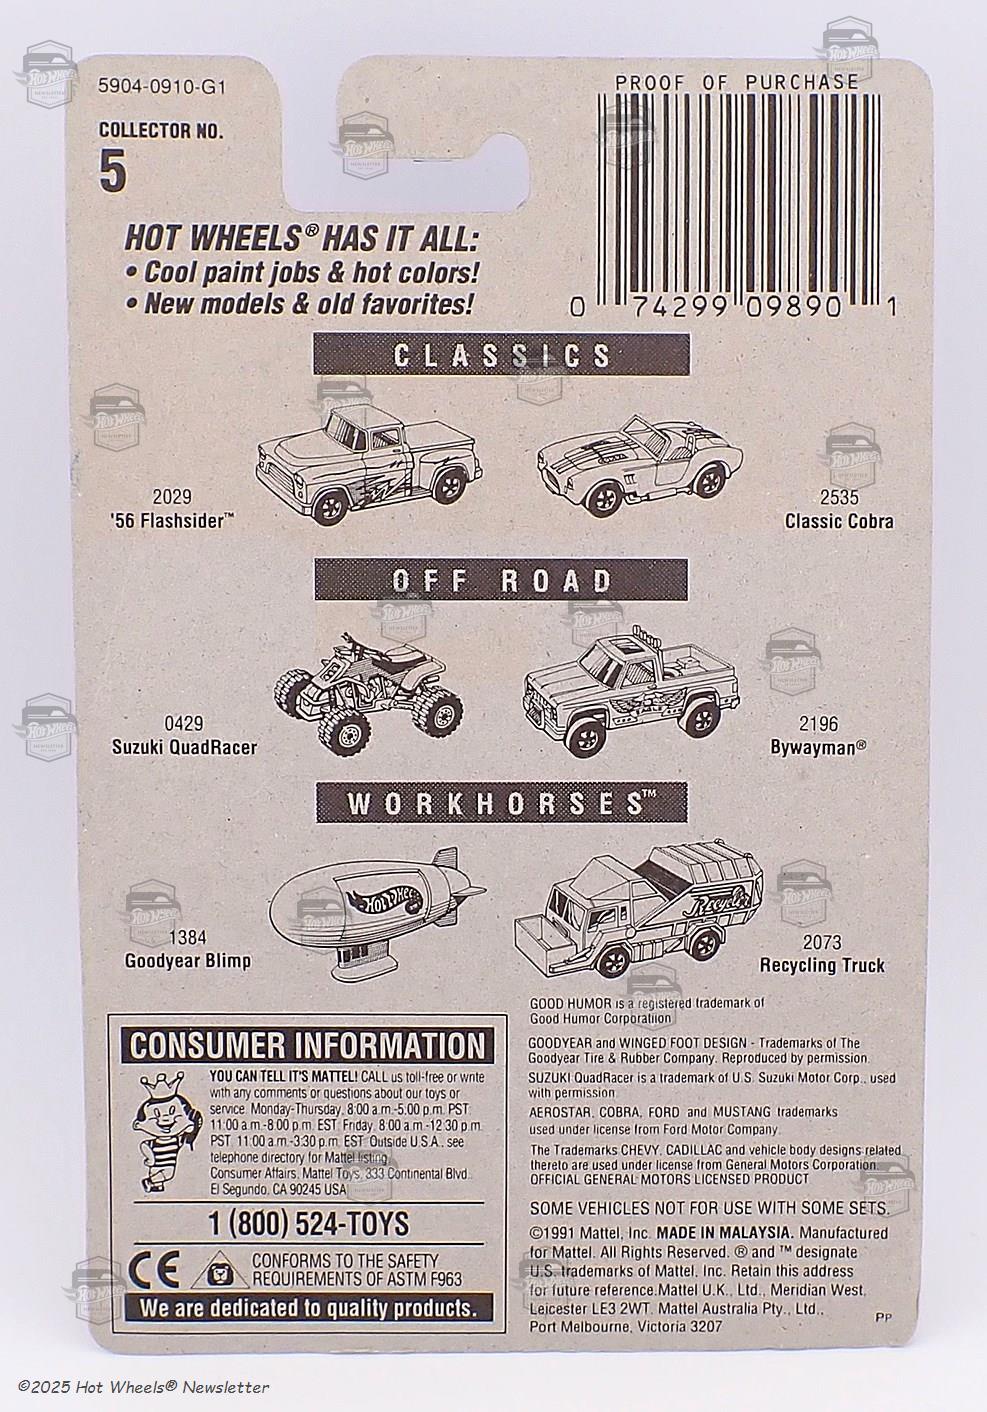 5904-0910-G1
COLLECTOR NO.
5
PROOF OF PURCHASE
0 74299 09890 1
HOT WHEELS® HAS IT ALL:
• Cool paint jobs & hot colors!
• New models & old favorites!
CLASSICS
2029
'56 Flashsider™
2535
Classic Cobra
OFF ROAD
0429
Suzuki QuadRacer
2196
Bywayman®
WORKHORSES™
Hot Wheels
1384
Goodyear Blimp
Recycler
2073
Recycling Truck
CONSUMER INFORMATION
YOU CAN TELL IT'S MATTEL! CALL us toll-free or write
with any comments or questions about our toys or
service. Monday-Thursday, 8:00 a.m.-5:00 p.m. PST.
11:00 a.m.-8:00 p.m. EST. Friday, 8:00 a.m.-12:30 p.m.
PST. 11:00 a.m.-3:30 p.m. EST. Outside U.S.A., see
telephone directory for Mattel listing.
Consumer Affairs, Mattel Toys, 333 Continental Blvd.,
El Segundo, CA 90245 USA
1 (800) 524-TOYS
CE
CONFORMS TO THE SAFETY
REQUIREMENTS OF ASTM F963
We are dedicated to quality products.
GOOD HUMOR is a registered trademark of
Good Humor Corporatiion
GOODYEAR and WINGED FOOT DESIGN - Trademarks of The
Goodyear Tire & Rubber Company. Reproduced by permission.
SUZUKI QuadRacer is a trademark of U.S. Suzuki Motor Corp., used
with permission.
AEROSTAR, COBRA, FORD and MUSTANG trademarks
used under license from Ford Motor Company.
The Trademarks CHEVY, CADILLAC and vehicle body designs related
thereto are used under license from General Motors Corporation.
OFFICIAL GENERAL MOTORS LICENSED PRODUCT
SOME VEHICLES NOT FOR USE WITH SOME SETS.
©1991 Mattel, Inc. MADE IN MALAYSIA. Manufactured
for Mattel. All Rights Reserved. ® and ™ designate
U.S. trademarks of Mattel, Inc. Retain this address
for future reference.Mattel U.K., Ltd., Meridian West,
Leicester LE3 2WT. Mattel Australia Pty., Ltd.,
Port Melbourne, Victoria 3207
PP
©2025 Hot Wheels® Newsletter